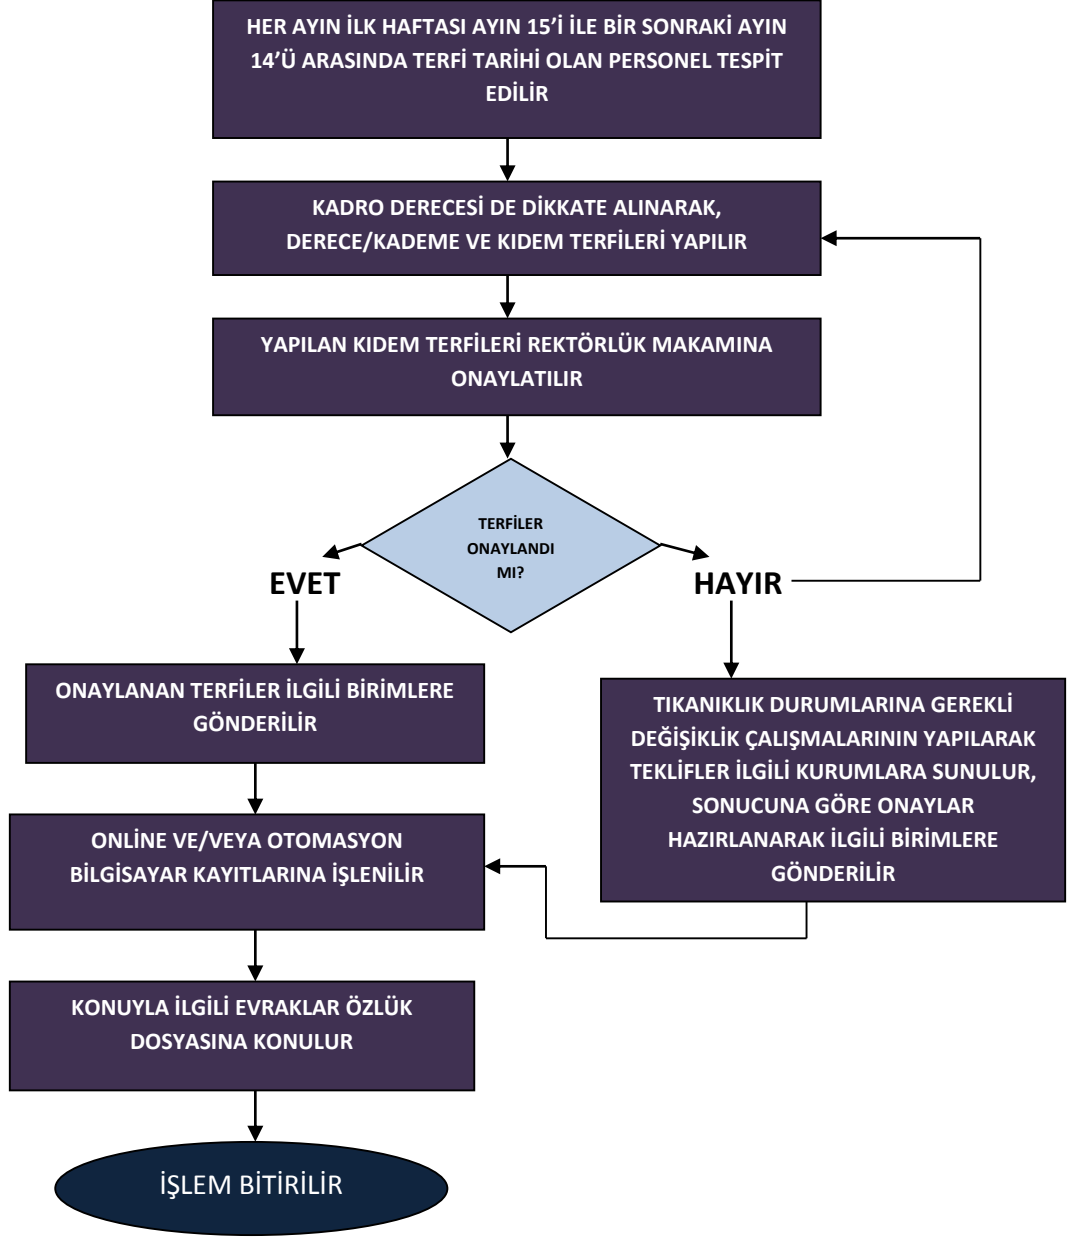 HER AYIN İLK HAFTASI AYIN 15’İ İLE BİR SONRAKİ AYIN
14’Ü ARASINDA TERFİ TARİHİ OLAN PERSONEL TESPİT
EDİLİR
KADRO DERECESİ DE DİKKATE ALINARAK,
DERECE/KADEME VE KIDEM TERFİLERİ YAPILIR
YAPILAN KIDEM TERFİLERİ REKTÖRLÜK MAKAMINA
ONAYLATILIR
TERFİLER
ONAYLANDI
MI?
EVET
HAYIR
ONAYLANAN TERFİLER İLGİLİ BİRİMLERE
GÖNDERİLİR
TIKANIKLIK DURUMLARINA GEREKLİ
DEĞİŞİKLİK ÇALIŞMALARININ YAPILARAK
TEKLİFLER İLGİLİ KURUMLARA SUNULUR,
SONUCUNA GÖRE ONAYLAR
HAZIRLANARAK İLGİLİ BİRİMLERE
GÖNDERİLİR
ONLİNE VE/VEYA OTOMASYON
BİLGİSAYAR KAYITLARINA İŞLENİLİR
KONUYLA İLGİLİ EVRAKLAR ÖZLÜK
DOSYASINA KONULUR
İŞLEM BİTİRİLİR